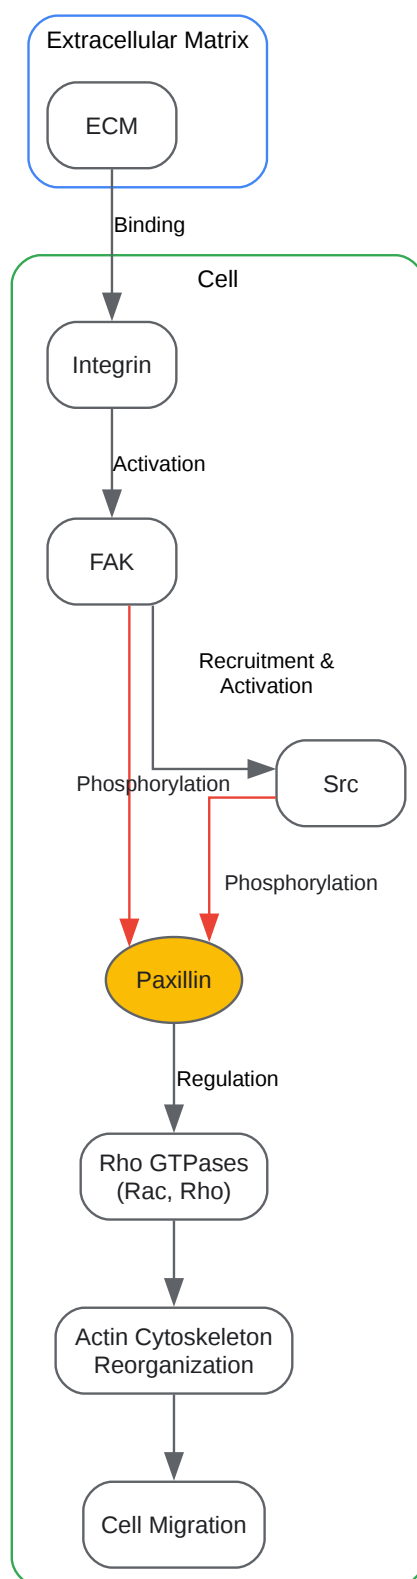 Extracellular Matrix
ECM
Binding
Cell
Integrin
Activation
FAK
Recruitment &
Activation
Phosphorylation
Src
Phosphorylation
Paxillin
Regulation
Rho GTPases
(Rac, Rho)
Actin Cytoskeleton
Reorganization
Cell Migration